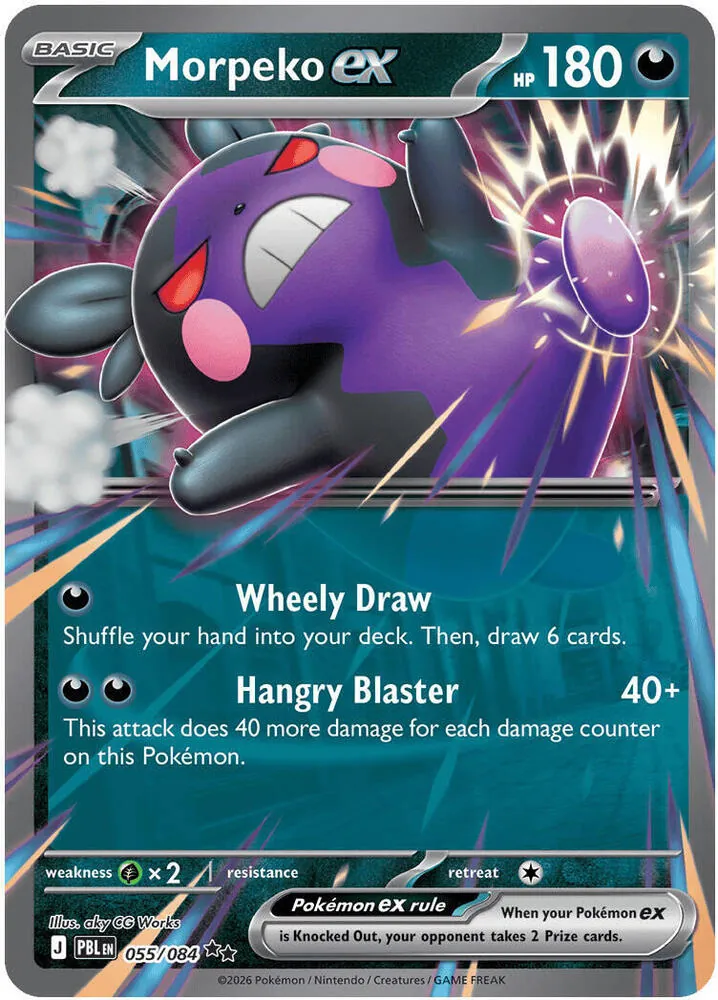 BASIC
Morpeko ex
HP 180
Wheely Draw
Shuffle your hand into your deck. Then, draw 6 cards.
Hangry Blaster 40+
This attack does 40 more damage for each damage counter
on this Pokémon.
weakness ×2 resistance retreat
Pokémon ex rule
When your Pokémon ex
is Knocked Out, your opponent takes 2 Prize cards.
Illus. aky CG Works
J PBL EN 055/084
©2026 Pokémon / Nintendo / Creatures / GAME FREAK